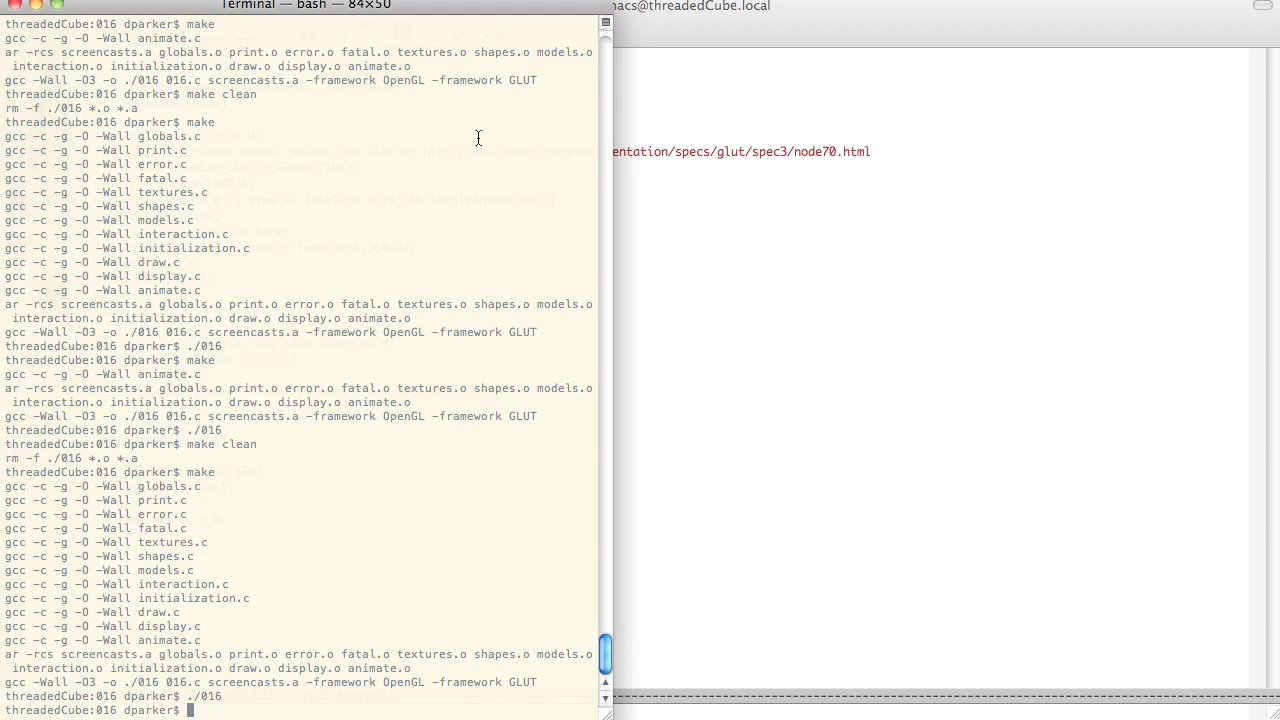 Terminal — bash — 84×50
macs@threadedCube.local
threadedCube:016 dparker$ make
gcc -c -g -O -Wall animate.c
ar -rcs screencasts.a globals.o print.o error.o fatal.o textures.o shapes.o models.o
interaction.o initialization.o draw.o display.o animate.o
gcc -Wall -O3 -o ./016 016.c screencasts.a -framework OpenGL -framework GLUT
threadedCube:016 dparker$ make clean
rm -f ./016 *.o *.a
threadedCube:016 dparker$ make
gcc -c -g -O -Wall globals.c
gcc -c -g -O -Wall print.c
entation/specs/glut/spec3/node70.html
gcc -c -g -O -Wall error.c
gcc -c -g -O -Wall fatal.c
gcc -c -g -O -Wall textures.c
gcc -c -g -O -Wall shapes.c
gcc -c -g -O -Wall models.c
gcc -c -g -O -Wall interaction.c
gcc -c -g -O -Wall initialization.c
gcc -c -g -O -Wall draw.c
gcc -c -g -O -Wall display.c
gcc -c -g -O -Wall animate.c
ar -rcs screencasts.a globals.o print.o error.o fatal.o textures.o shapes.o models.o
interaction.o initialization.o draw.o display.o animate.o
gcc -Wall -O3 -o ./016 016.c screencasts.a -framework OpenGL -framework GLUT
threadedCube:016 dparker$ ./016
threadedCube:016 dparker$ make
gcc -c -g -O -Wall animate.c
ar -rcs screencasts.a globals.o print.o error.o fatal.o textures.o shapes.o models.o
interaction.o initialization.o draw.o display.o animate.o
gcc -Wall -O3 -o ./016 016.c screencasts.a -framework OpenGL -framework GLUT
threadedCube:016 dparker$ ./016
threadedCube:016 dparker$ make clean
rm -f ./016 *.o *.a
threadedCube:016 dparker$ make
gcc -c -g -O -Wall globals.c
gcc -c -g -O -Wall print.c
gcc -c -g -O -Wall error.c
gcc -c -g -O -Wall fatal.c
gcc -c -g -O -Wall textures.c
gcc -c -g -O -Wall shapes.c
gcc -c -g -O -Wall models.c
gcc -c -g -O -Wall interaction.c
gcc -c -g -O -Wall initialization.c
gcc -c -g -O -Wall draw.c
gcc -c -g -O -Wall display.c
gcc -c -g -O -Wall animate.c
ar -rcs screencasts.a globals.o print.o error.o fatal.o textures.o shapes.o models.o
interaction.o initialization.o draw.o display.o animate.o
gcc -Wall -O3 -o ./016 016.c screencasts.a -framework OpenGL -framework GLUT
threadedCube:016 dparker$ ./016
threadedCube:016 dparker$